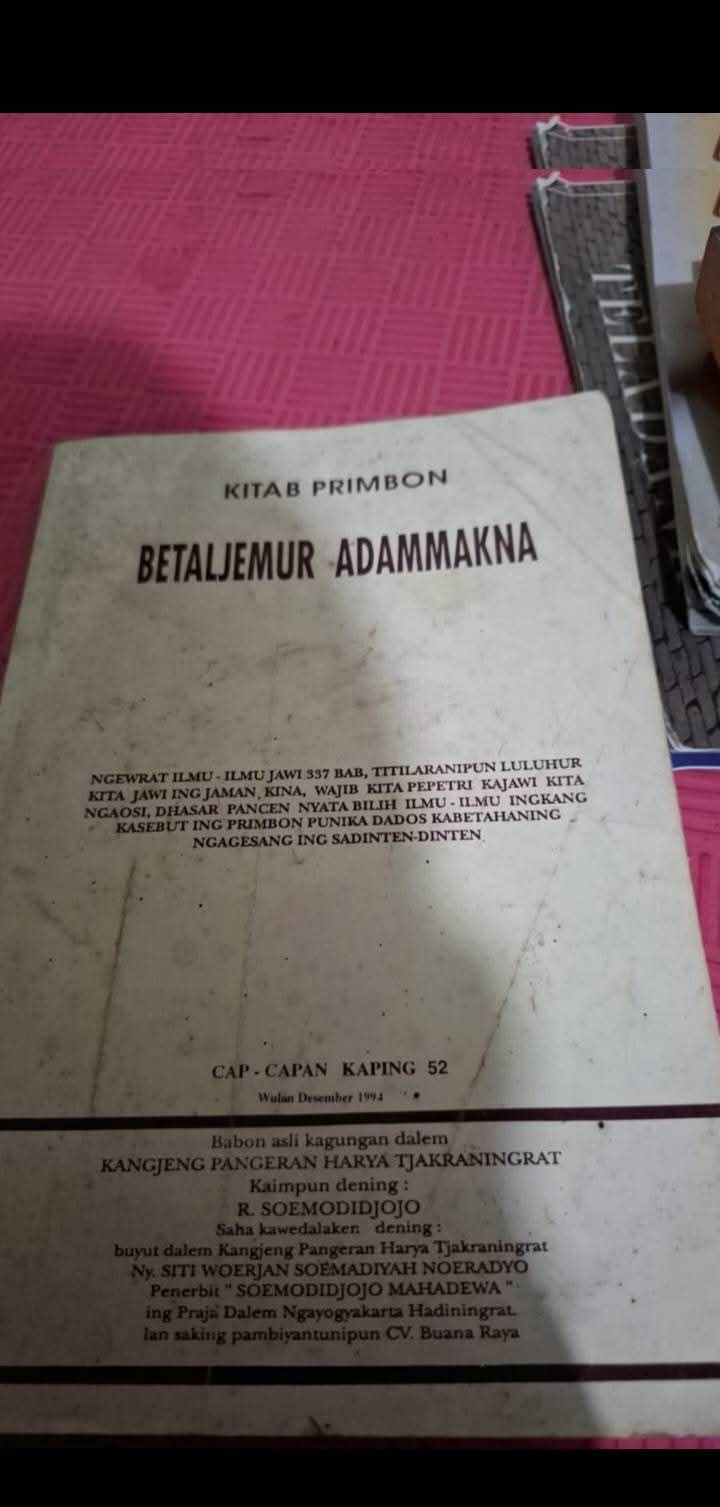 KITAB PRIMBON
BETALJEMUR ADAMMAKNA
NGEWRAT ILMU - ILMU JAWI 337 BAB, TITILARANIPUN LULUHUR
KITA JAWI ING JAMAN KINA, WAJIB KITA PEPETRI KAJAWI KITA
NGAOSI, DHASAR PANCEN NYATA BILIH ILMU - ILMU INGKANG
KASEBUT ING PRIMBON PUNIKA DADOS KABETAHANING
NGAGESANG ING SADINTEN-DINTEN
CAP - CAPAN KAPING 52
Wulan Desember 1994
Babon asli kagungan dalem
KANGJENG PANGERAN HARYA TJAKRANINGRAT
Kaimpun dening :
R. SOEMODIDJOJO
Saha kawedalaken dening :
buyut dalem Kangjeng Pangeran Harya Tjakraningrat
Ny. SITI WOERJAN SOEMADIYAH NOERADYO
Penerbit " SOEMODIDJOJO MAHADEWA "
ing Praja Dalem Ngayogyakarta Hadiningrat.
lan saking pambiyantunipun CV. Buana Raya